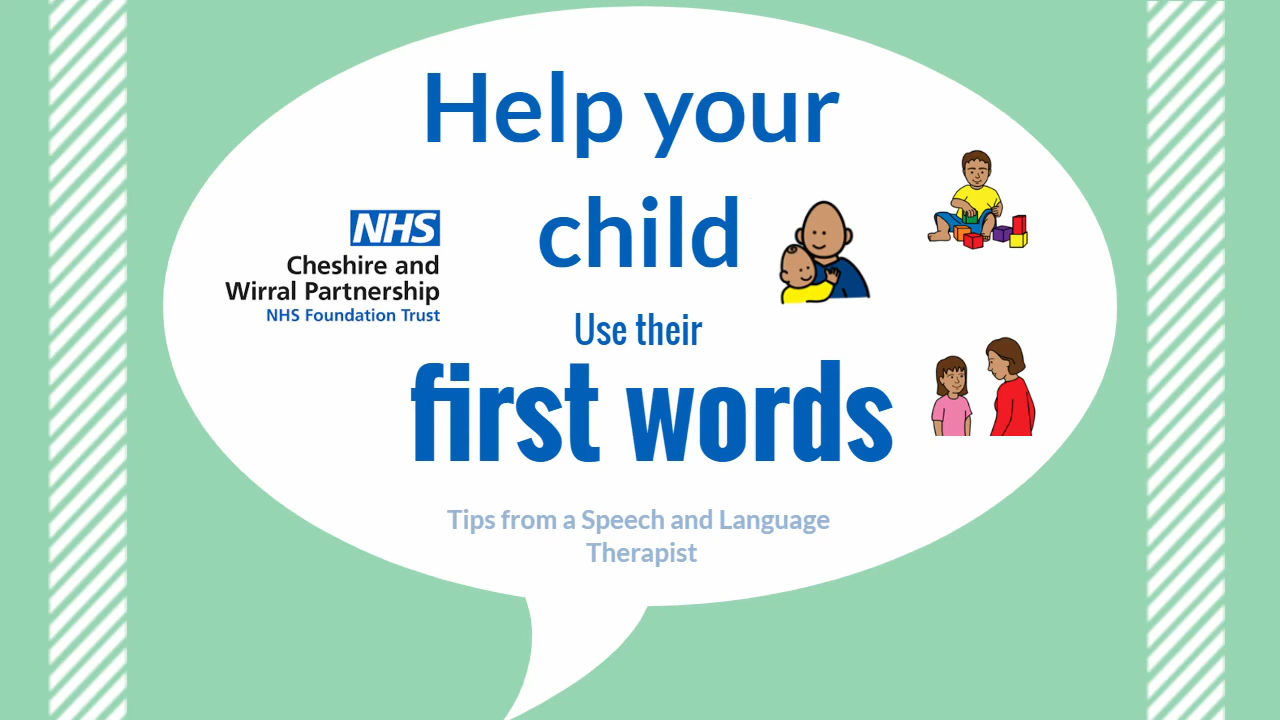 Help your
child
NHS
Cheshire and
Wirral Partnership
NHS Foundation Trust
Use their
first words
Tips from a Speech and Language
Therapist